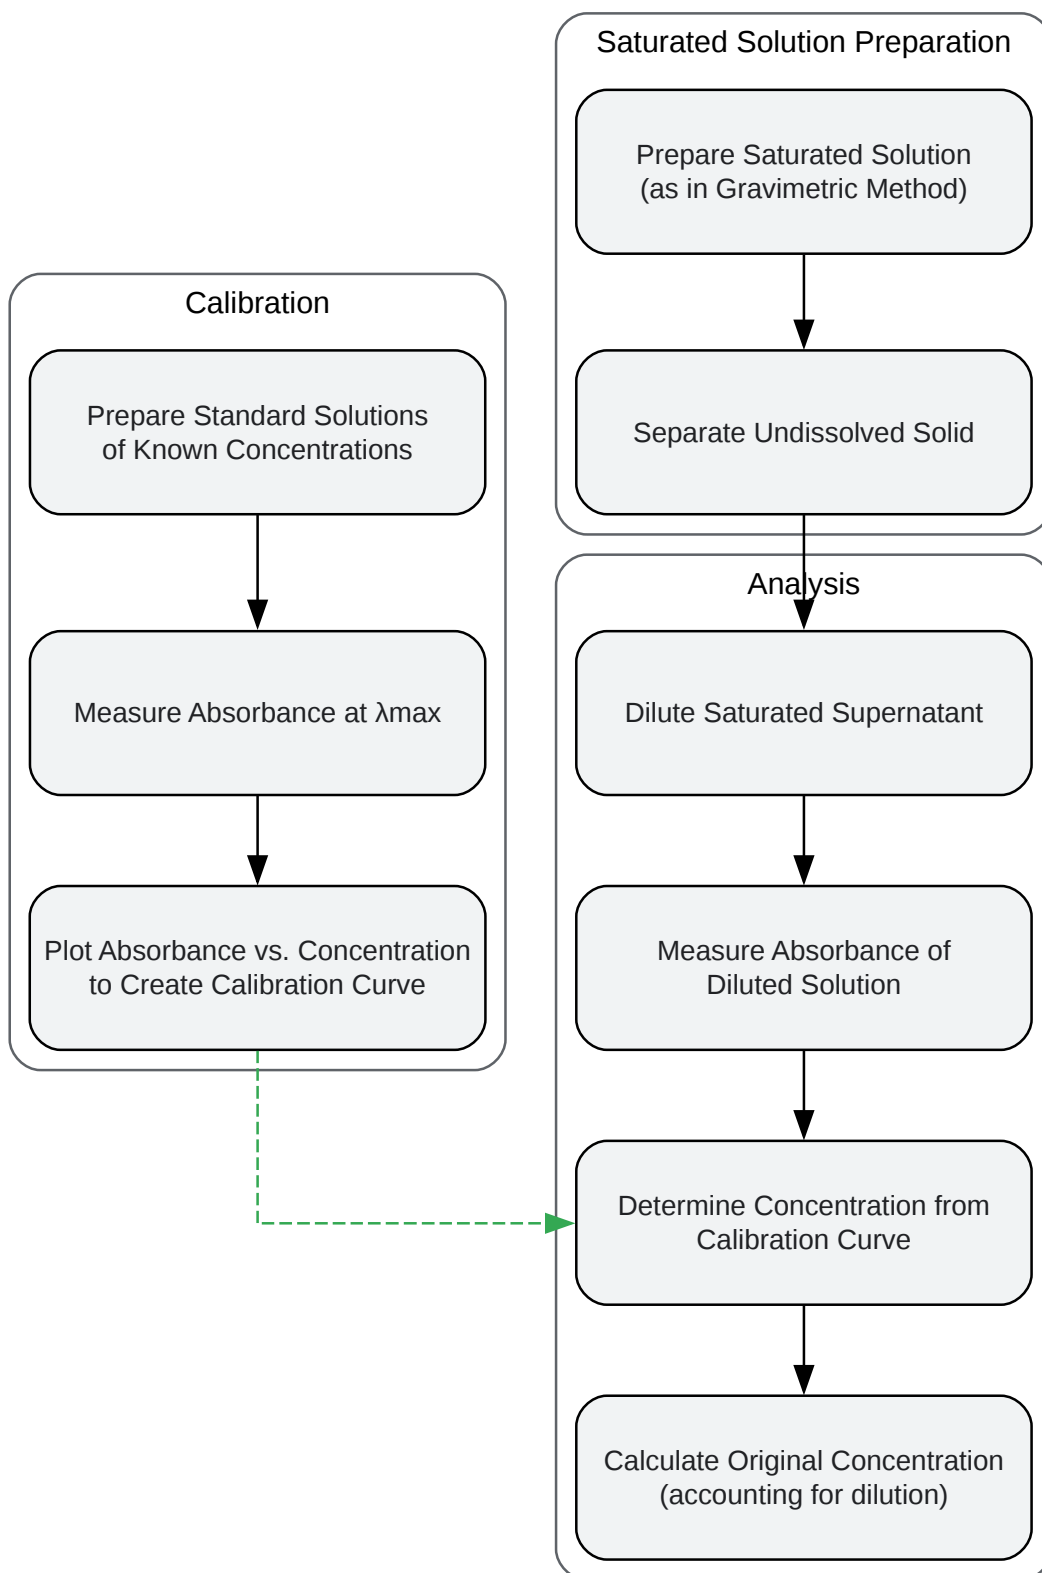 Saturated Solution Preparation
Prepare Saturated Solution
(as in Gravimetric Method)
Separate Undissolved Solid
Calibration
Prepare Standard Solutions
of Known Concentrations
Measure Absorbance at λmax
Plot Absorbance vs. Concentration
to Create Calibration Curve
Analysis
Dilute Saturated Supernatant
Measure Absorbance of
Diluted Solution
Determine Concentration from
Calibration Curve
Calculate Original Concentration
(accounting for dilution)